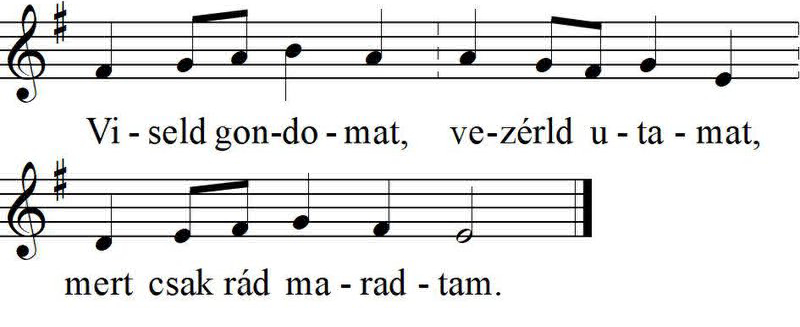 Vi - seld gon-do - mat, ve-zérld u - ta - mat,
mert csak rád ma - rad - tam.